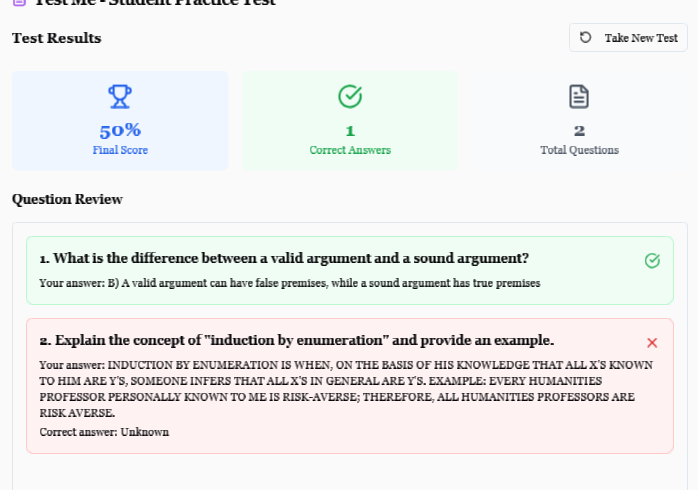 Test Me - Student Practice Test
Test Results
Take New Test
50%
Final Score
1
Correct Answers
2
Total Questions
Question Review
1. What is the difference between a valid argument and a sound argument?
Your answer: B) A valid argument can have false premises, while a sound argument has true premises
2. Explain the concept of "induction by enumeration" and provide an example.
Your answer: INDUCTION BY ENUMERATION IS WHEN, ON THE BASIS OF HIS KNOWLEDGE THAT ALL X'S KNOWN
TO HIM ARE Y'S, SOMEONE INFERS THAT ALL X'S IN GENERAL ARE Y'S. EXAMPLE: EVERY HUMANITIES
PROFESSOR PERSONALLY KNOWN TO ME IS RISK-AVERSE; THEREFORE, ALL HUMANITIES PROFESSORS ARE
RISK AVERSE.
Correct answer: Unknown